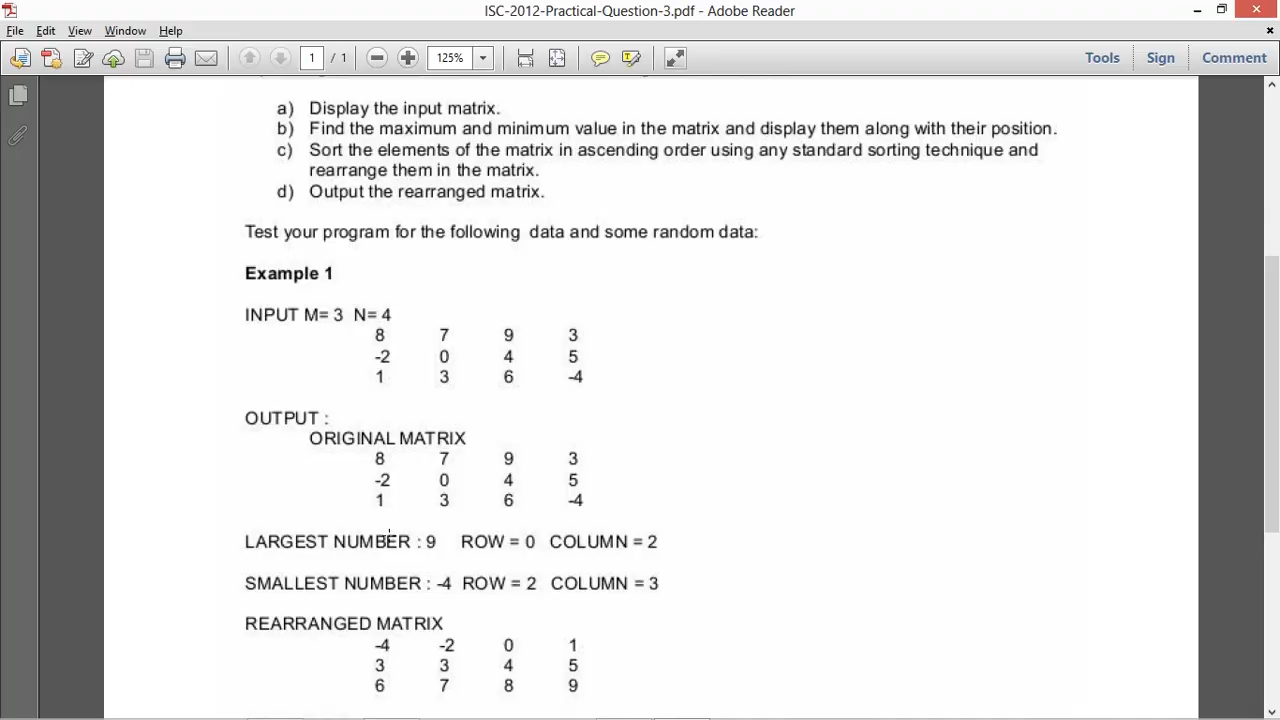 ISC-2012-Practical-Question-3.pdf - Adobe Reader
File Edit View Window Help
1 / 1 125% Tools Sign Comment
a) Display the input matrix.
b) Find the maximum and minimum value in the matrix and display them along with their position.
c) Sort the elements of the matrix in ascending order using any standard sorting technique and
rearrange them in the matrix.
d) Output the rearranged matrix.
Test your program for the following data and some random data:
Example 1
INPUT M= 3 N= 4
8 7 9 3
-2 0 4 5
1 3 6 -4
OUTPUT :
ORIGINAL MATRIX
8 7 9 3
-2 0 4 5
1 3 6 -4
LARGEST NUMBER : 9 ROW = 0 COLUMN = 2
SMALLEST NUMBER : -4 ROW = 2 COLUMN = 3
REARRANGED MATRIX
-4 -2 0 1
3 3 4 5
6 7 8 9